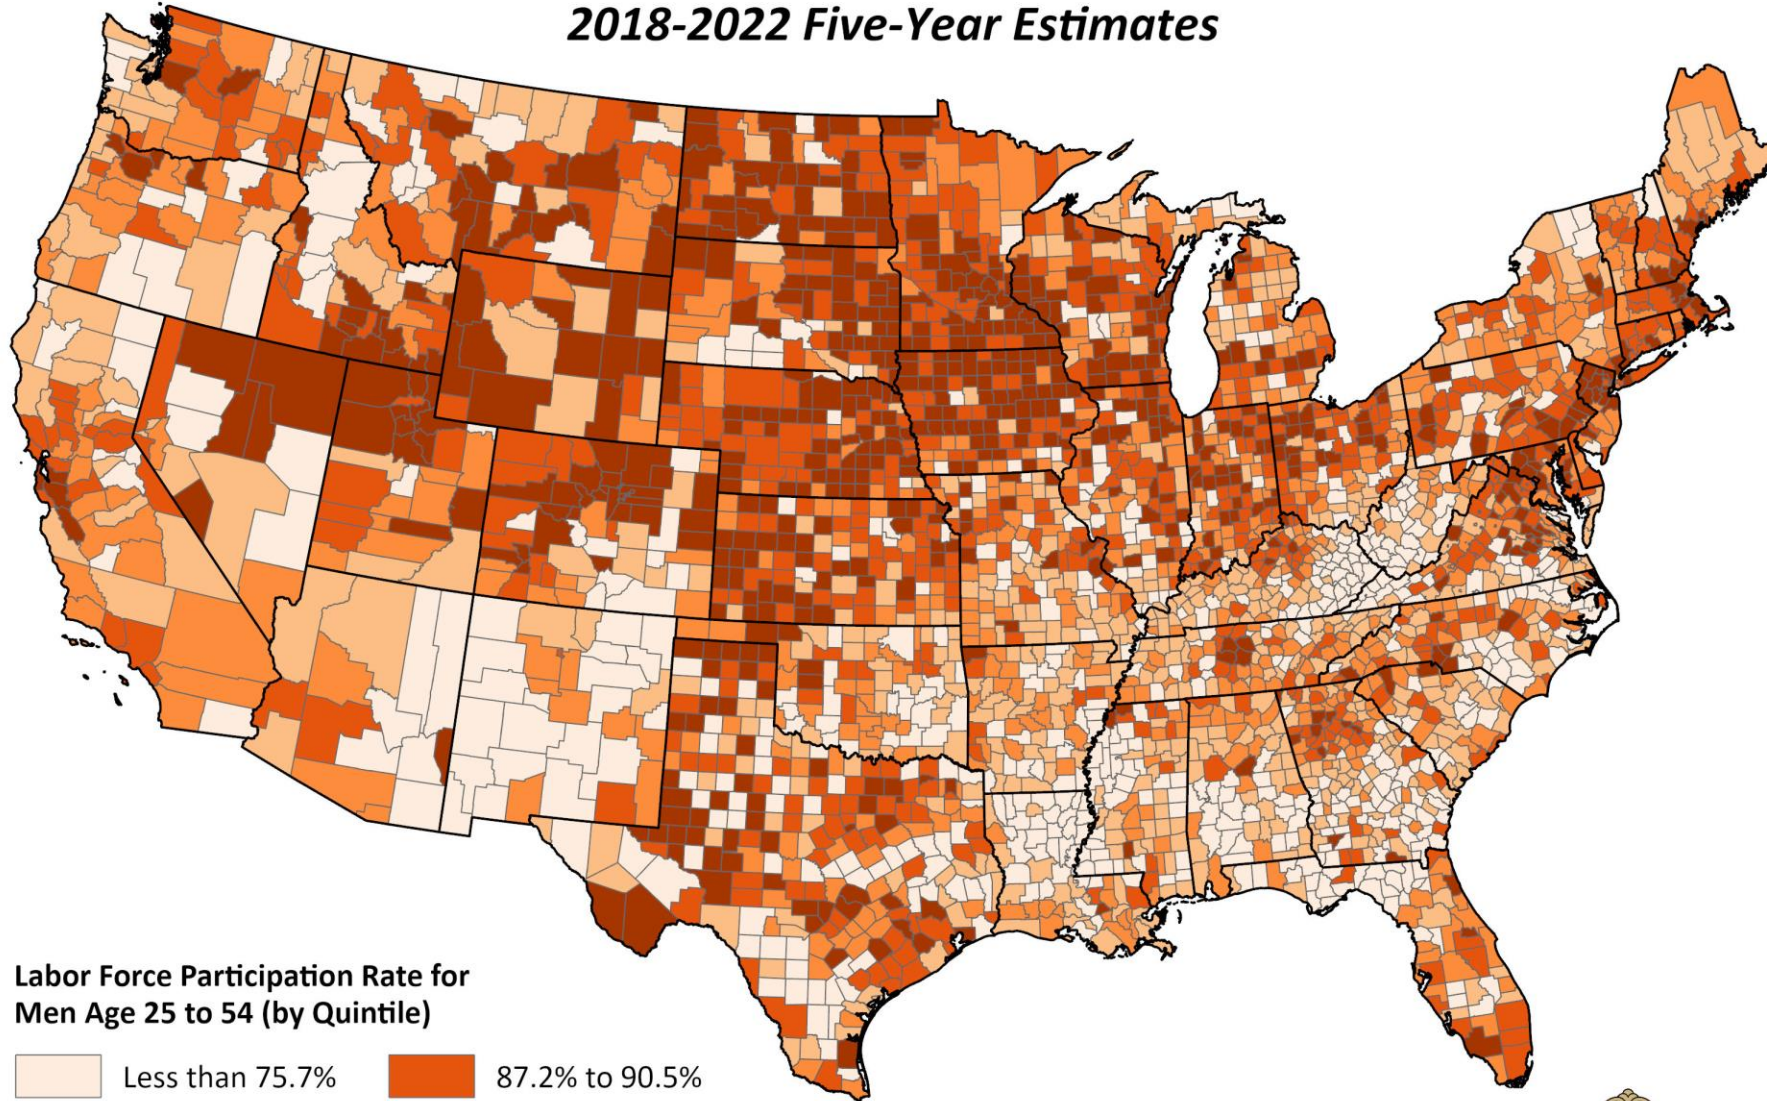 2018-2022 Five-Year Estimates
Labor Force Participation Rate for
Men Age 25 to 54 (by Quintile)
Less than 75.7%
87.2% to 90.5%